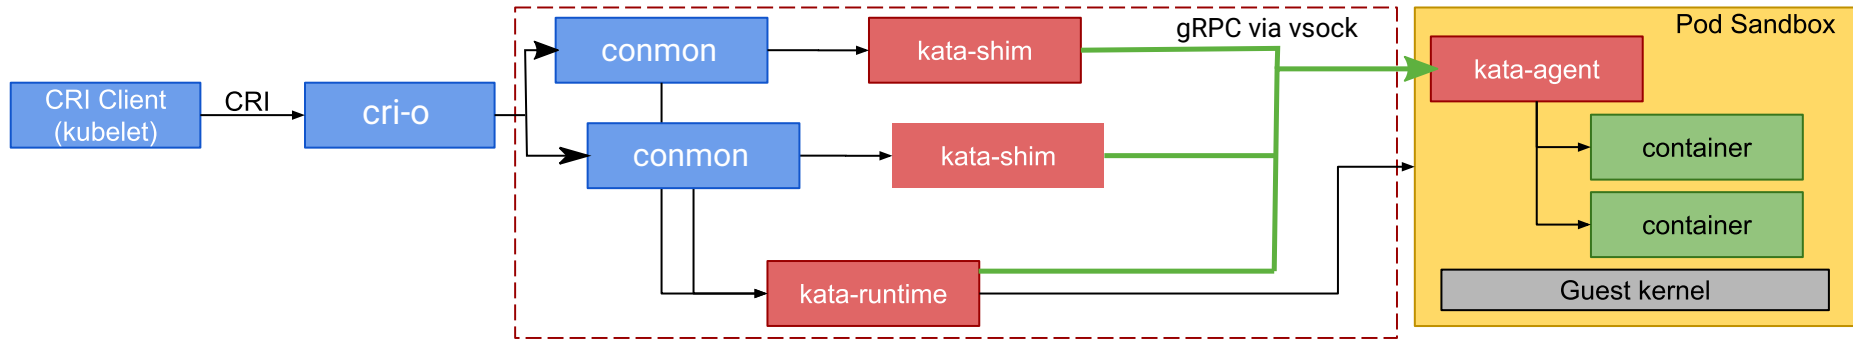 CRI Client
(kubelet)
CRI
cri-o
conmon
kata-shim
gRPC via vsock
conmon
kata-shim
kata-runtime
Pod Sandbox
kata-agent
container
container
Guest kernel